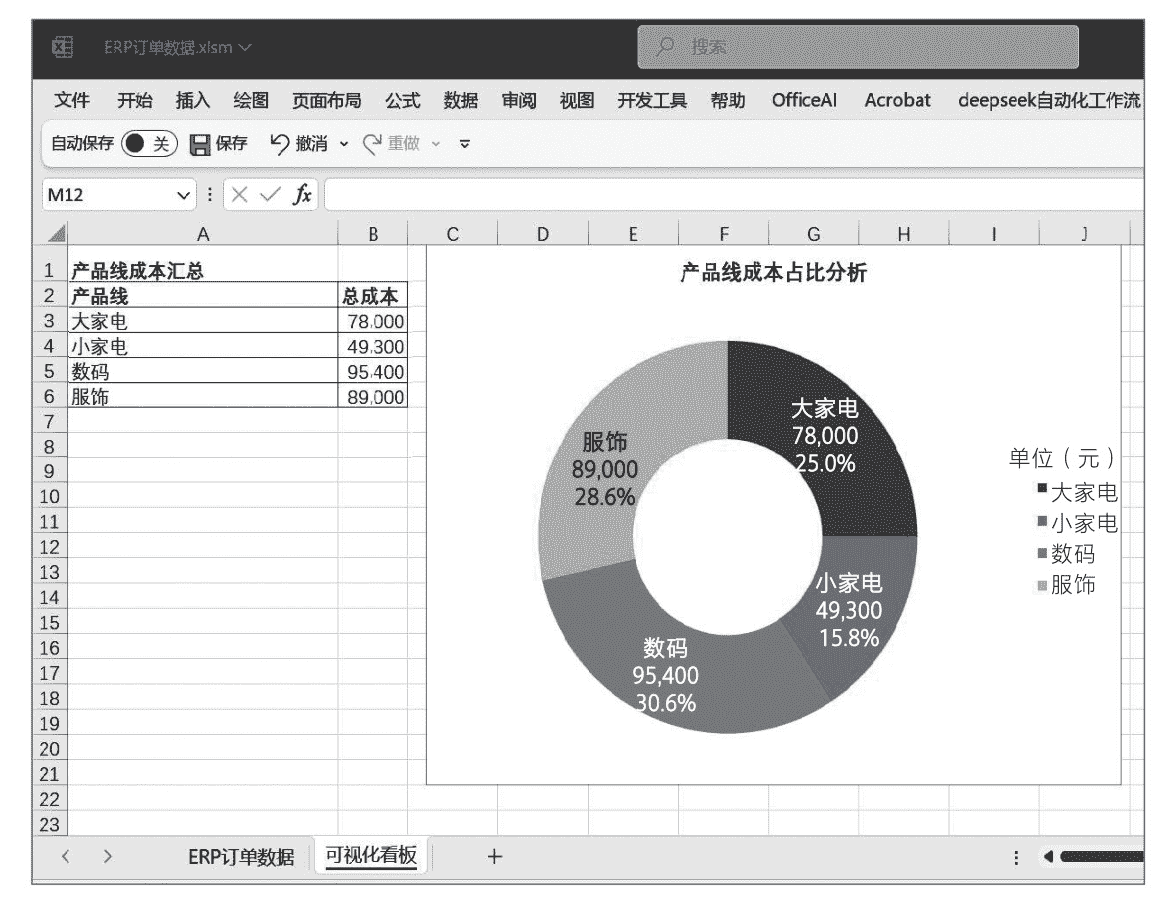 ERP订单数据.xlsm
搜索
文件 开始 插入 绘图 页面布局 公式 数据 审阅 视图 开发工具 帮助 OfficeAI Acrobat deepseek自动化工作流
自动保存 关 保存 撤消 重做
M12 fx
A B C D E F G H I J
1 产品线成本汇总
2 产品线 总成本
3 大家电 78,000
4 小家电 49,300
5 数码 95,400
6 服饰 89,000
7
8
9
10
11
12
13
14
15
16
17
18
19
20
21
22
23
产品线成本占比分析
大家电
78,000
25.0%
服饰
89,000
28.6%
小家电
49,300
15.8%
数码
95,400
30.6%
单位（元）
大家电
小家电
数码
服饰
ERP订单数据 可视化看板 +